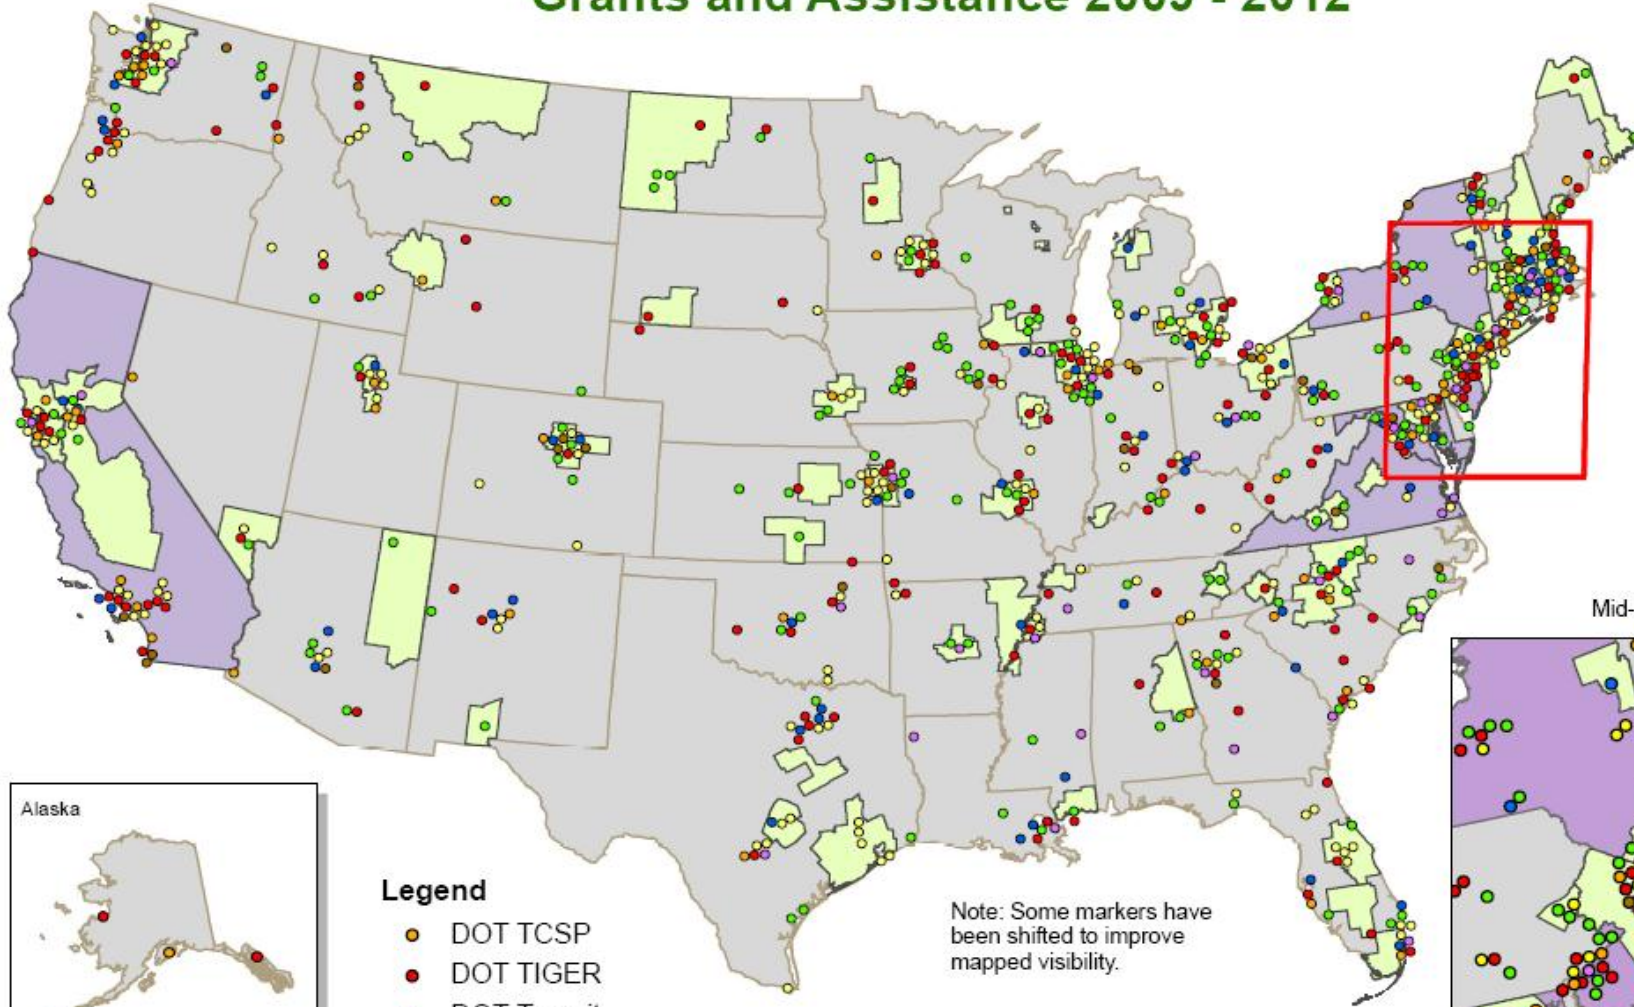 Grants and Assistance 2009 - 2012
Mid-
Alaska
Legend
DOT TCSP
DOT TIGER
Note: Some markers have
been shifted to improve
mapped visibility.